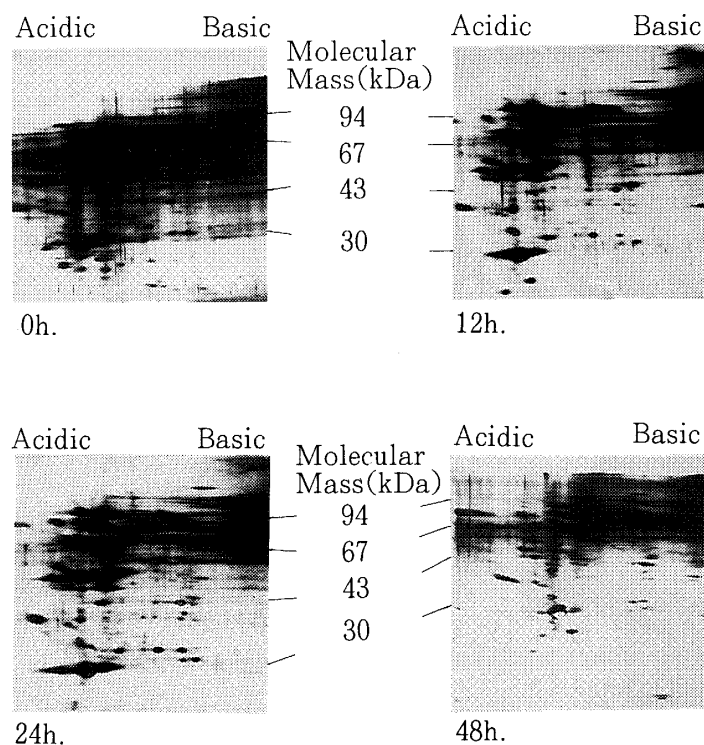 Acidic Basic
Molecular
Mass(kDa)
94
67
43
30
0h.
Acidic Basic
12h.
Acidic Basic
Molecular
Mass(kDa)
94
67
43
30
24h.
Acidic Basic
48h.